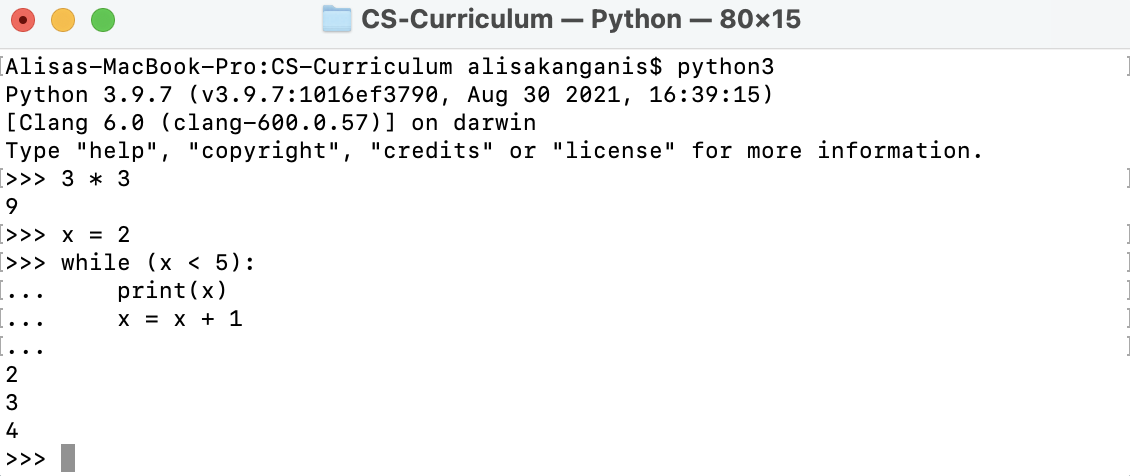 CS-Curriculum — Python — 80×15
[Alisas-MacBook-Pro:CS-Curriculum alisakanganis$ python3 ]
Python 3.9.7 (v3.9.7:1016ef3790, Aug 30 2021, 16:39:15)
[Clang 6.0 (clang-600.0.57)] on darwin
Type "help", "copyright", "credits" or "license" for more information.
[>>> 3 * 3 ]
9
[>>> x = 2 ]
[>>> while (x < 5): ]
[...     print(x) ]
[...     x = x + 1 ]
[... ]
2
3
4
>>>